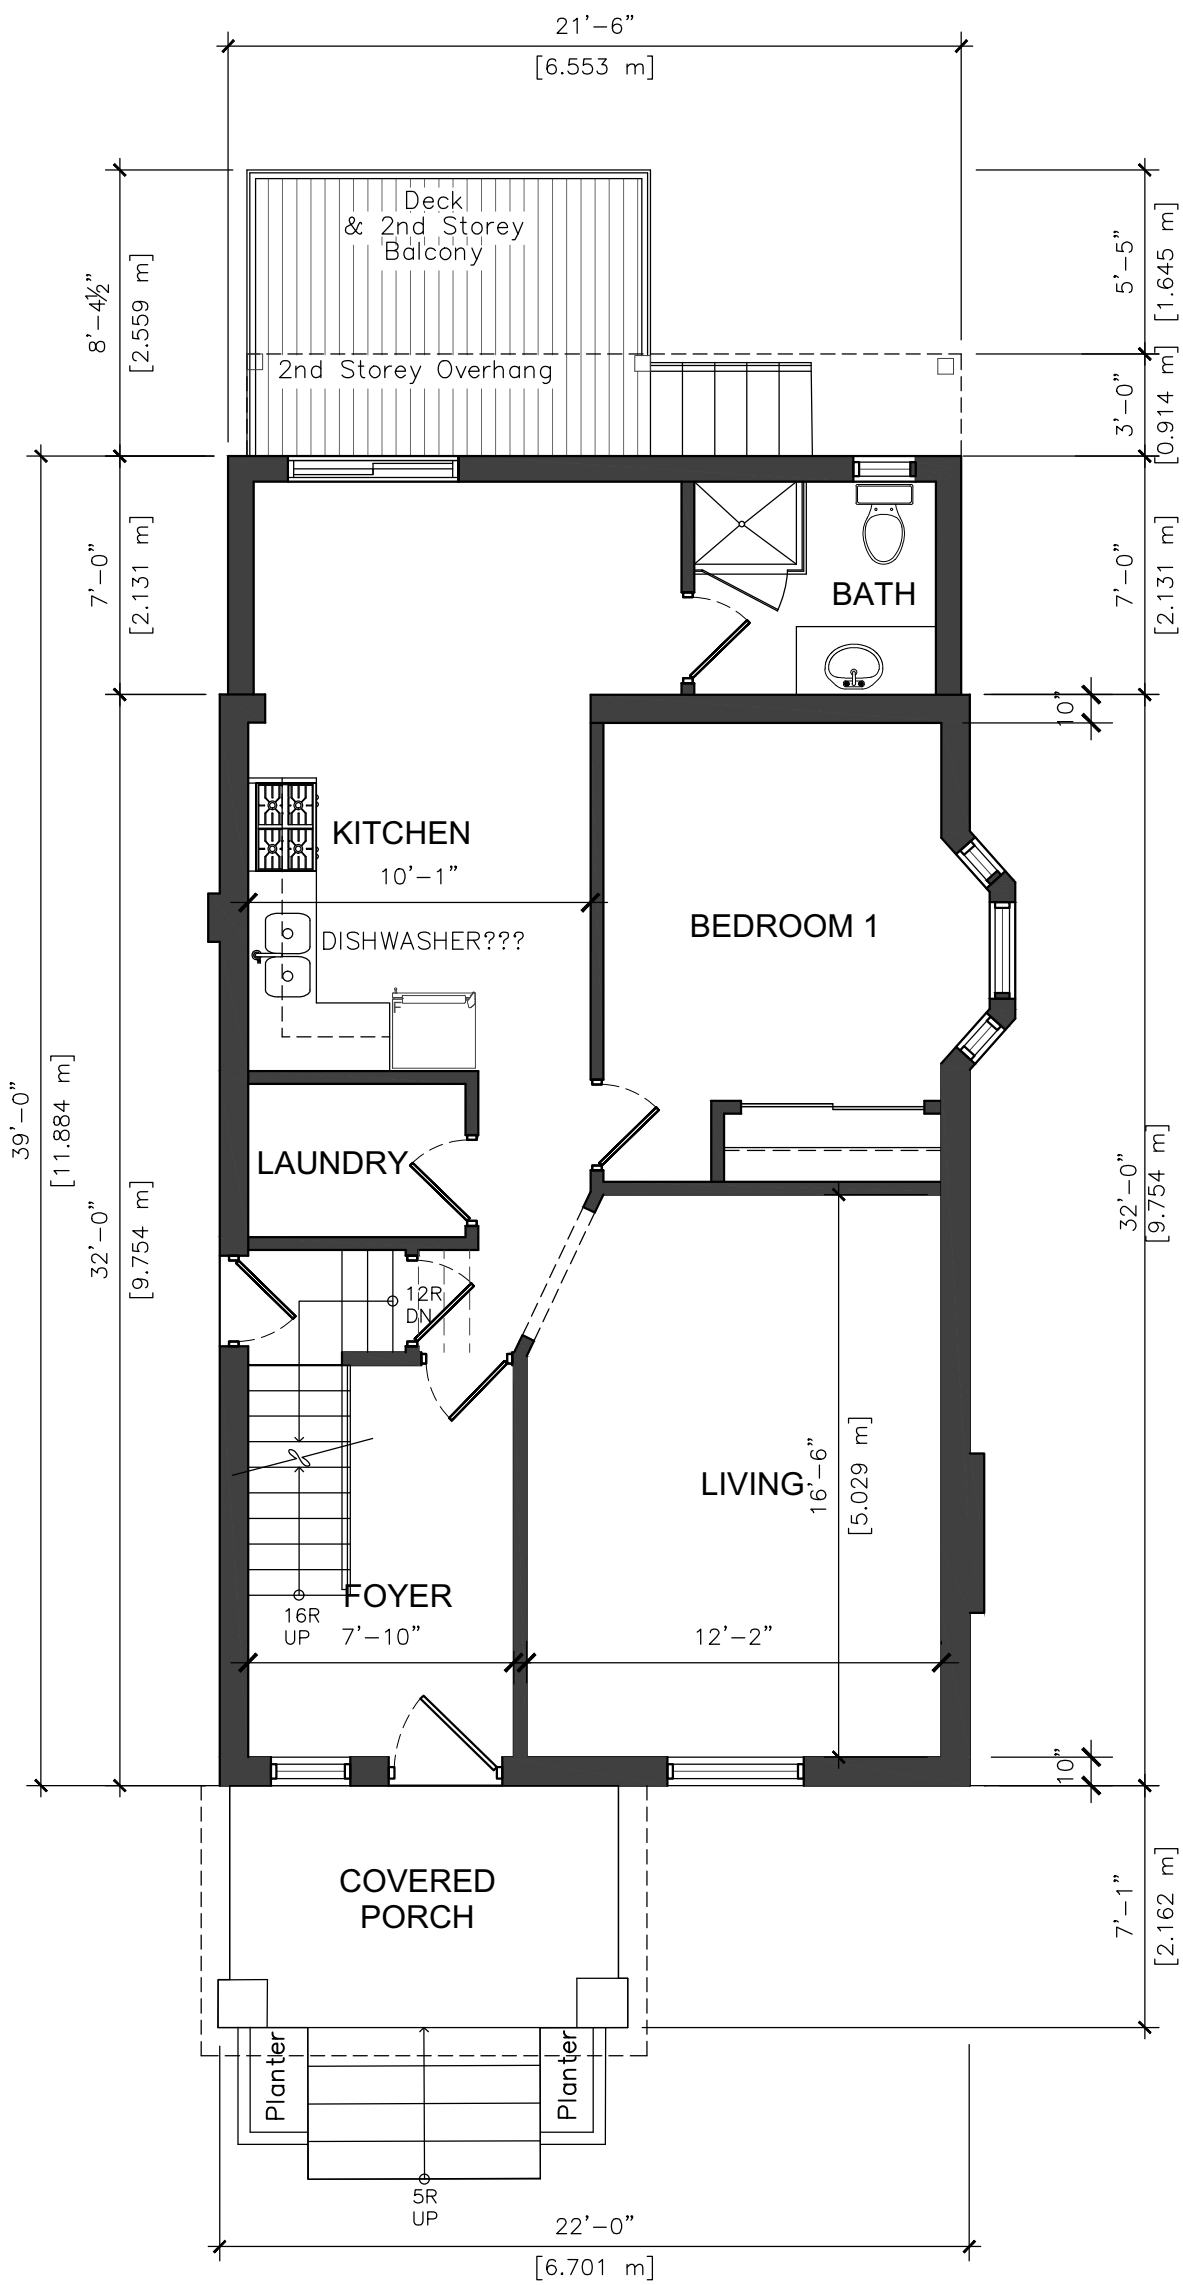 21'-6"
[6.553 m]
Deck
& 2nd Storey
Balcony
8'-4½"
[2.559 m]
5'-5"
[1.645 m]
2nd Storey Overhang
3'-0"
[0.914 m]
7'-0"
[2.131 m]
BATH
7'-0"
[2.131 m]
10"
KITCHEN
10'-1"
BEDROOM 1
DISHWASHER???
39'-0"
[11.884 m]
LAUNDRY
32'-0"
[9.754 m]
32'-0"
[9.754 m]
12R
DN
LIVING
16'-6"
[5.029 m]
FOYER
16R
UP
7'-10"
12'-2"
10"
COVERED
PORCH
7'-1"
[2.162 m]
Planter
Planter
5R
UP
22'-0"
[6.701 m]